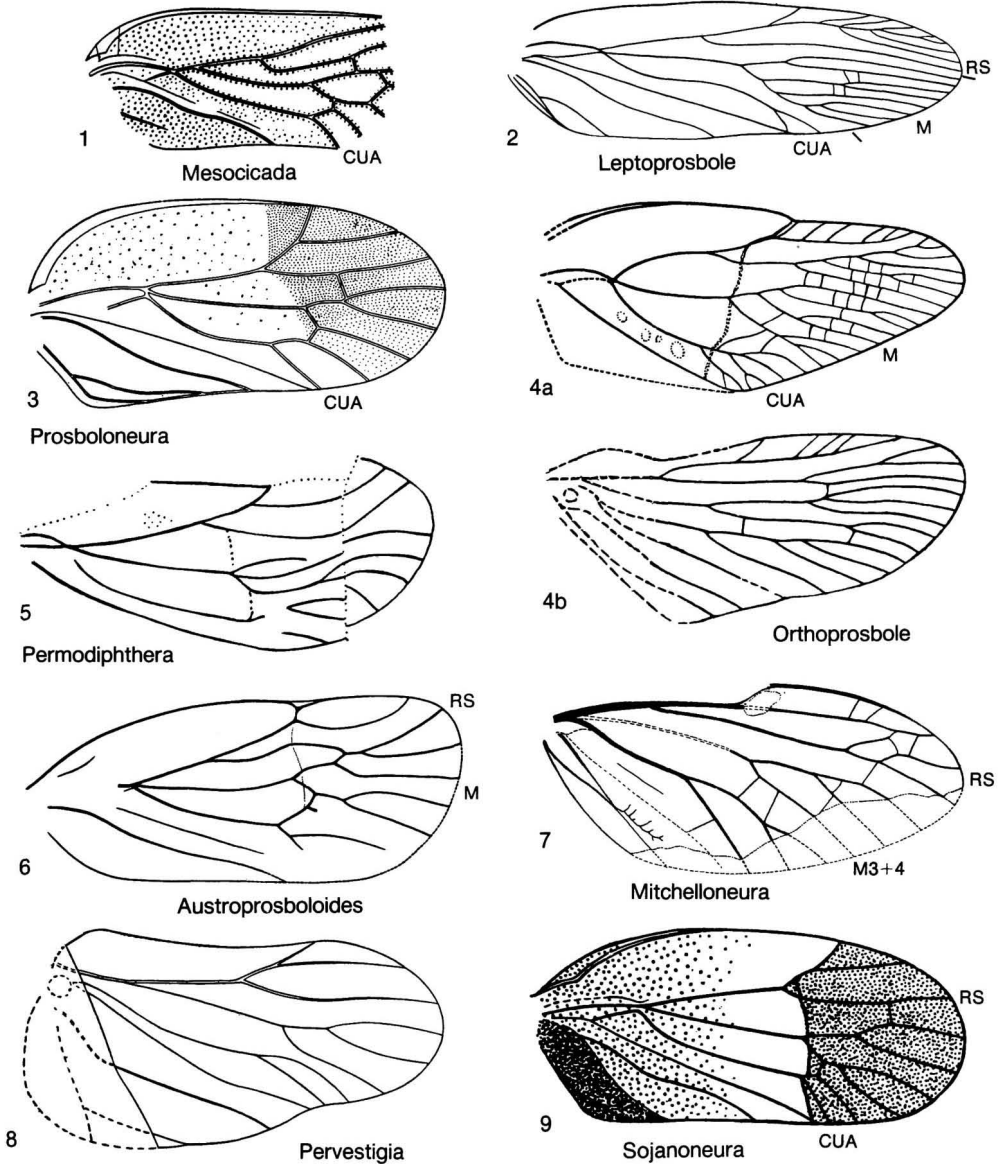 1
CUA
Mesocicada
2
RS
M
CUA
Leptoprosbole
3
CUA
Prosboloneura
4a
M
CUA
5
Permodiphthera
4b
Orthoprosbole
6
RS
M
Austroprosboloides
7
RS
M3+4
Mitchelloneura
8
Pervestigia
9
RS
CUA
Sojanoneura